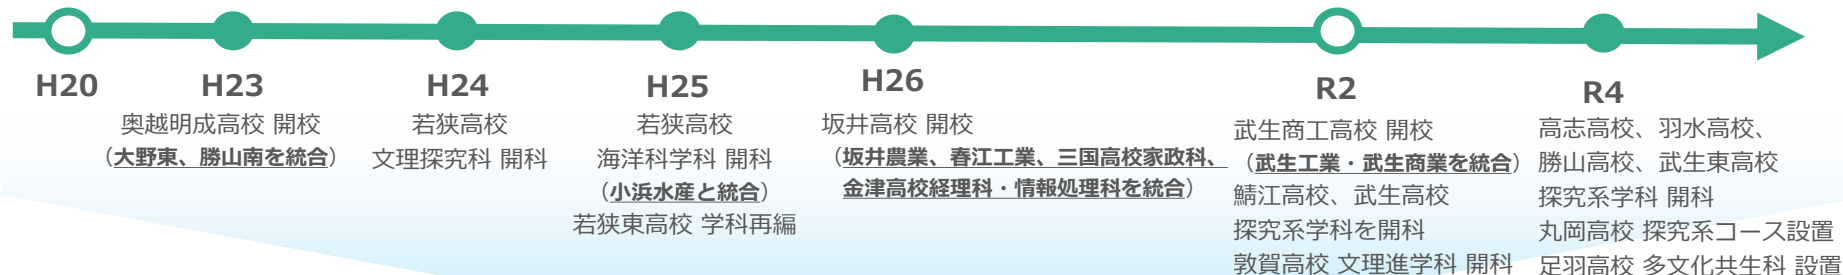 H20
H23
奥越明成高校 開校
（大野東、勝山南を統合）
H24
若狭高校
文理探究科 開科
H25
若狭高校
海洋科学科 開科
（小浜水産と統合）
若狭東高校 学科再編
H26
坂井高校 開校
（坂井農業、春江工業、三国高校家政科、
金津高校経理科・情報処理科を統合）
R2
武生商工高校 開校
（武生工業・武生商業を統合）
鯖江高校、武生高校
探究系学科を開科
敦賀高校 文理進学科 開科
R4
高志高校、羽水高校、
勝山高校、武生東高校
探究系学科 開科
丸岡高校 探究系コース設置
足羽高校 多文化共生科 設置